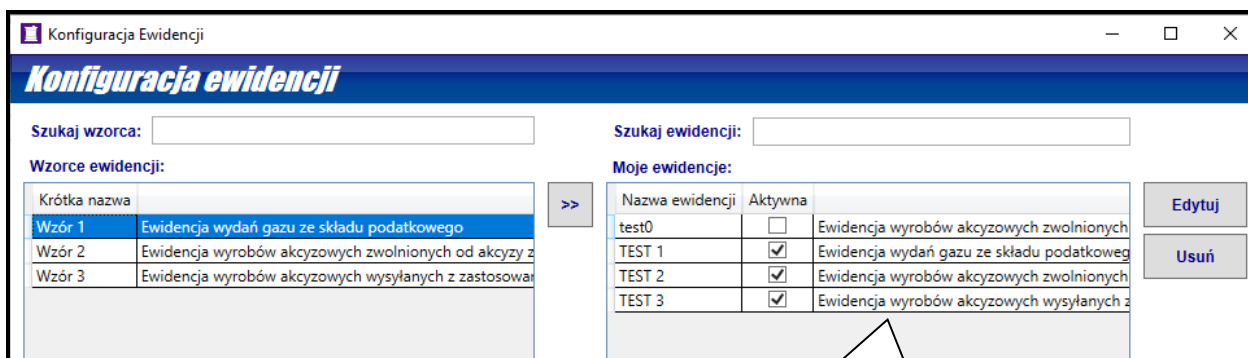 Konfiguracja Ewidencji
Konfiguracja ewidencji
Szukaj wzorca:
Szukaj ewidencji:
Wzorce ewidencji:
Moje ewidencje:
Krótka nazwa
Wzór 1 Ewidencja wydań gazu ze składu podatkowego
Wzór 2 Ewidencja wyrobów akcyzowych zwolnionych od akcyzy z
Wzór 3 Ewidencja wyrobów akcyzowych wysyłanych z zastosowan
>>
Nazwa ewidencji Aktywna
test0 Ewidencja wyrobów akcyzowych zwolnionych
TEST 1 Ewidencja wydań gazu ze składu podatkoweg
TEST 2 Ewidencja wyrobów akcyzowych zwolnionych
TEST 3 Ewidencja wyrobów akcyzowych wysyłanych z
Edytuj
Usuń